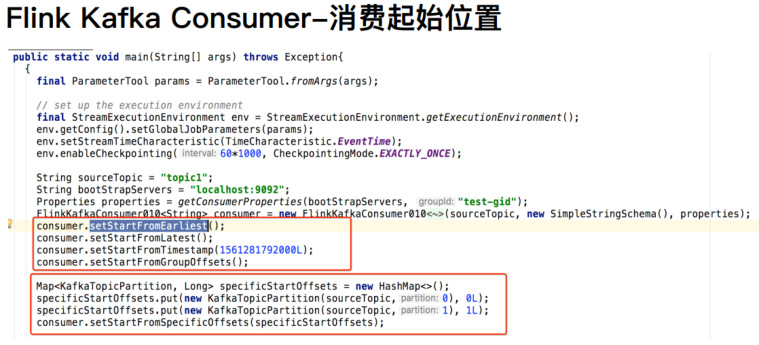 Flink Kafka Consumer-消费起始位置
public static void main(String[] args) throws Exception{
{
final ParameterTool params = ParameterTool.fromArgs(args);
// set up the execution environment
final StreamExecutionEnvironment env = StreamExecutionEnvironment.getExecutionEnvironment();
env.getConfig().setGlobalJobParameters(params);
env.setStreamTimeCharacteristic(TimeCharacteristic.EventTime);
env.enableCheckpointing( interval: 60*1000, CheckpointingMode.EXACTLY_ONCE);
String sourceTopic = "topic1";
String bootStrapServers = "localhost:9092";
Properties properties = getConsumerProperties(bootStrapServers, groupId: "test-gid");
FlinkKafkaConsumer010<String> consumer = new FlinkKafkaConsumer010<~>(sourceTopic, new SimpleStringSchema(), properties);
consumer.setStartFromEarliest();
consumer.setStartFromLatest();
consumer.setStartFromTimestamp(1561281792000L);
consumer.setStartFromGroupOffsets();
Map<KafkaTopicPartition, Long> specificStartOffsets = new HashMap<>();
specificStartOffsets.put(new KafkaTopicPartition(sourceTopic, partition: 0), 0L);
specificStartOffsets.put(new KafkaTopicPartition(sourceTopic, partition: 1), 1L);
consumer.setStartFromSpecificOffsets(specificStartOffsets);